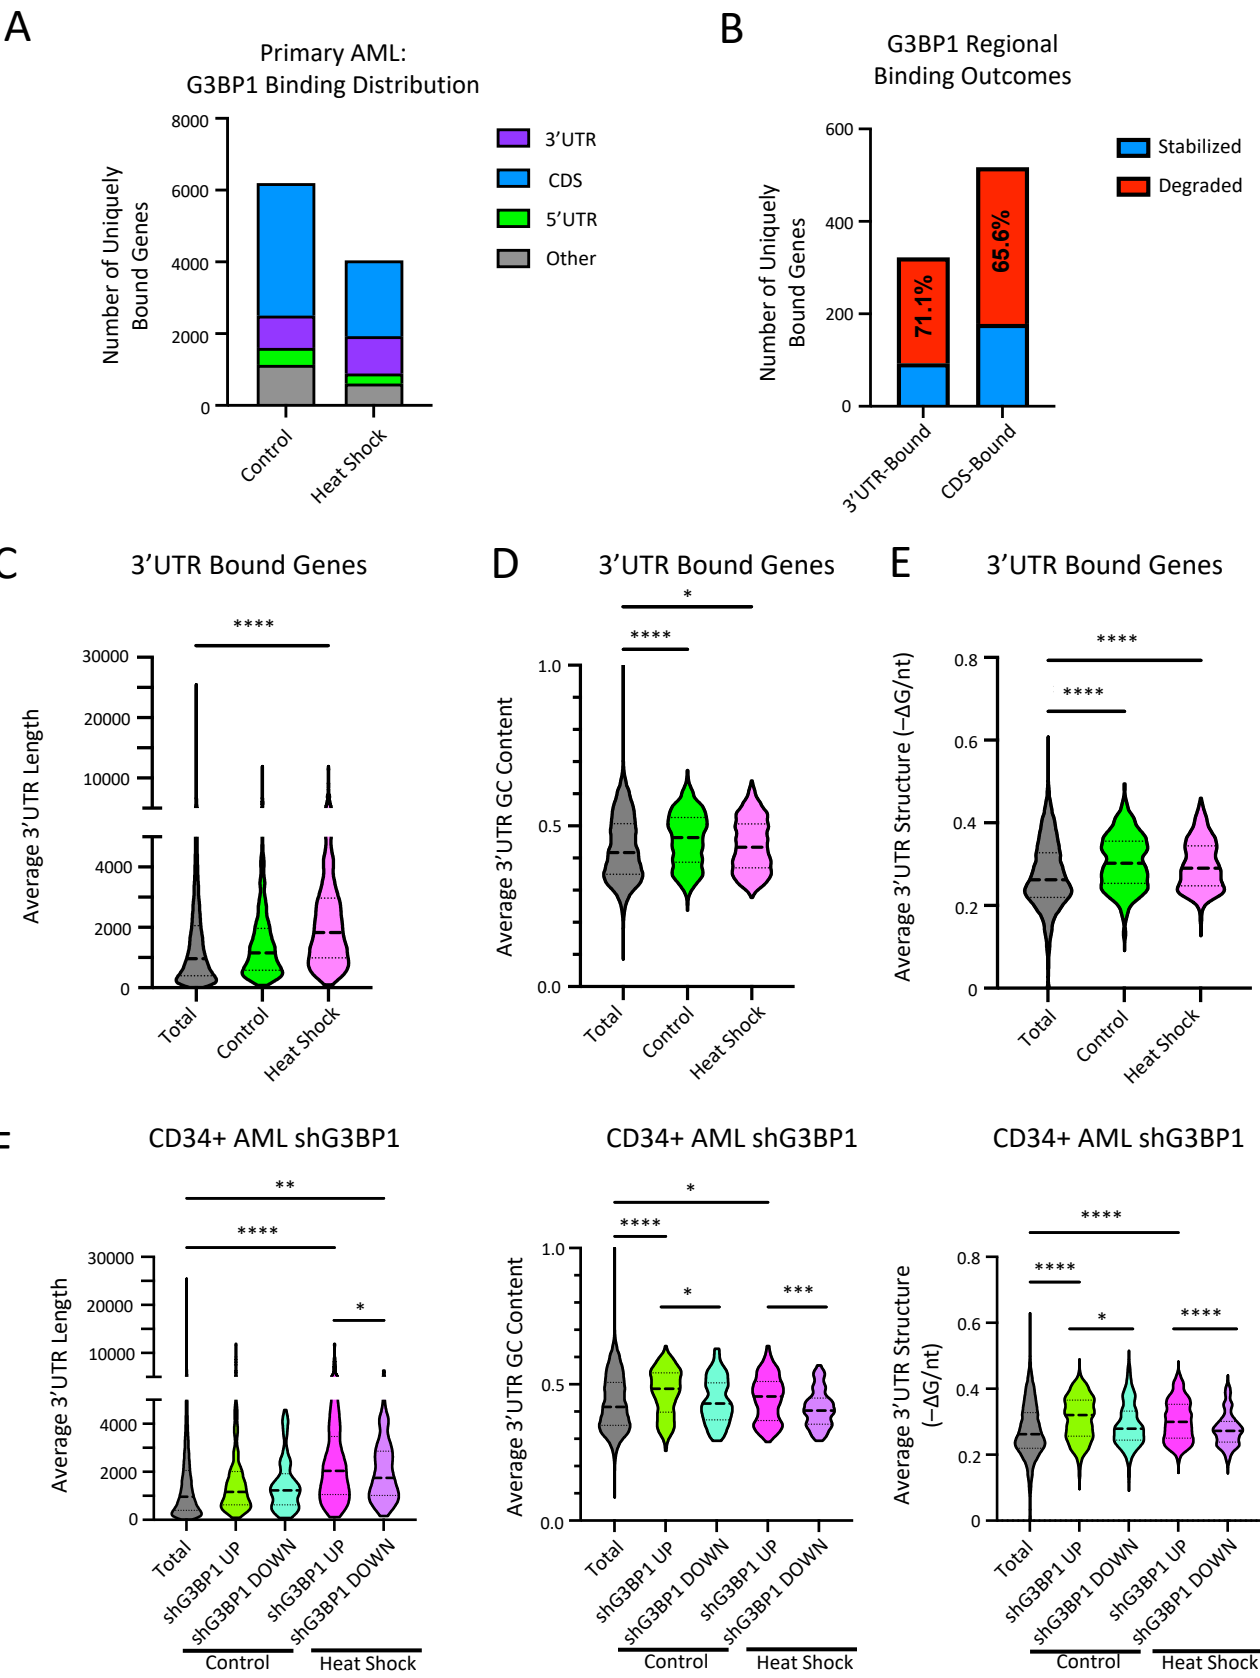 A
Primary AML:
G3BP1 Binding Distribution
8000
6000
4000
2000
0
Number of Uniquely
Bound Genes
Control
Heat Shock
3'UTR
CDS
5'UTR
Other
B
G3BP1 Regional
Binding Outcomes
600
400
200
0
Number of Uniquely
Bound Genes
71.1%
65.6%
3'UTR-Bound
CDS-Bound
Stabilized
Degraded
3'UTR Bound Genes
****
30000
20000
10000
4000
2000
0
Average 3'UTR Length
Total
Control
Heat Shock
D
3'UTR Bound Genes
*
****
1.0
0.5
0.0
Average 3'UTR GC Content
Total
Control
Heat Shock
E
3'UTR Bound Genes
****
****
0.8
0.6
0.4
0.2
0
Average 3'UTR Structure (–ΔG/nt)
Total
Control
Heat Shock
CD34+ AML shG3BP1
**
****
*
30000
20000
10000
4000
2000
0
Average 3'UTR Length
Total
shG3BP1 UP
shG3BP1 DOWN
shG3BP1 UP
shG3BP1 DOWN
Control
Heat Shock
CD34+ AML shG3BP1
*
****
*
***
1.0
0.5
0.0
Average 3'UTR GC Content
Total
shG3BP1 UP
shG3BP1 DOWN
shG3BP1 UP
shG3BP1 DOWN
Control
Heat Shock
CD34+ AML shG3BP1
****
****
*
****
0.8
0.6
0.4
0.2
0
Average 3'UTR Structure
(–ΔG/nt)
Total
shG3BP1 UP
shG3BP1 DOWN
shG3BP1 UP
shG3BP1 DOWN
Control
Heat Shock